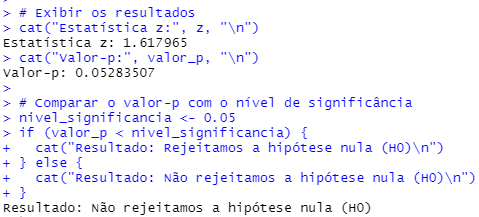 > # Exibir os resultados
> cat("Estatística z:", z, "\n")
Estatística z: 1.617965
> cat("Valor-p:", valor_p, "\n")
Valor-p: 0.05283507
>
> # Comparar o valor-p com o nível de significância
> nivel_significancia <- 0.05
> if (valor_p < nivel_significancia) {
+   cat("Resultado: Rejeitamos a hipótese nula (H0)\n")
+ } else {
+   cat("Resultado: Não rejeitamos a hipótese nula (H0)\n")
+ }
Resultado: Não rejeitamos a hipótese nula (H0)